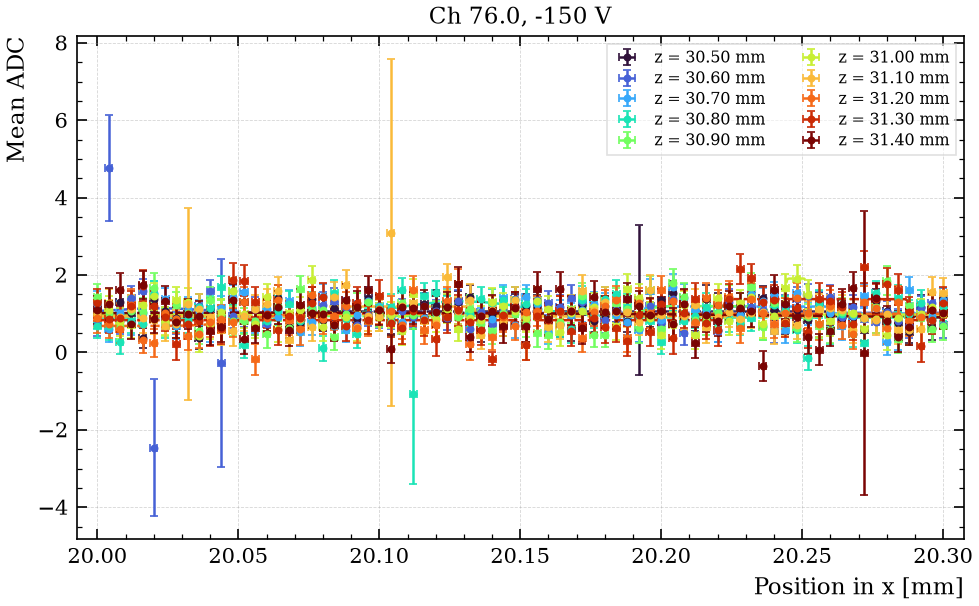 Ch 76.0, -150 V
Mean ADC
8
6
4
2
0
−2
−4
z = 30.50 mm
z = 30.60 mm
z = 30.70 mm
z = 30.80 mm
z = 30.90 mm
z = 31.00 mm
z = 31.10 mm
z = 31.20 mm
z = 31.30 mm
z = 31.40 mm
20.00 20.05 20.10 20.15 20.20 20.25 20.30
Position in x [mm]